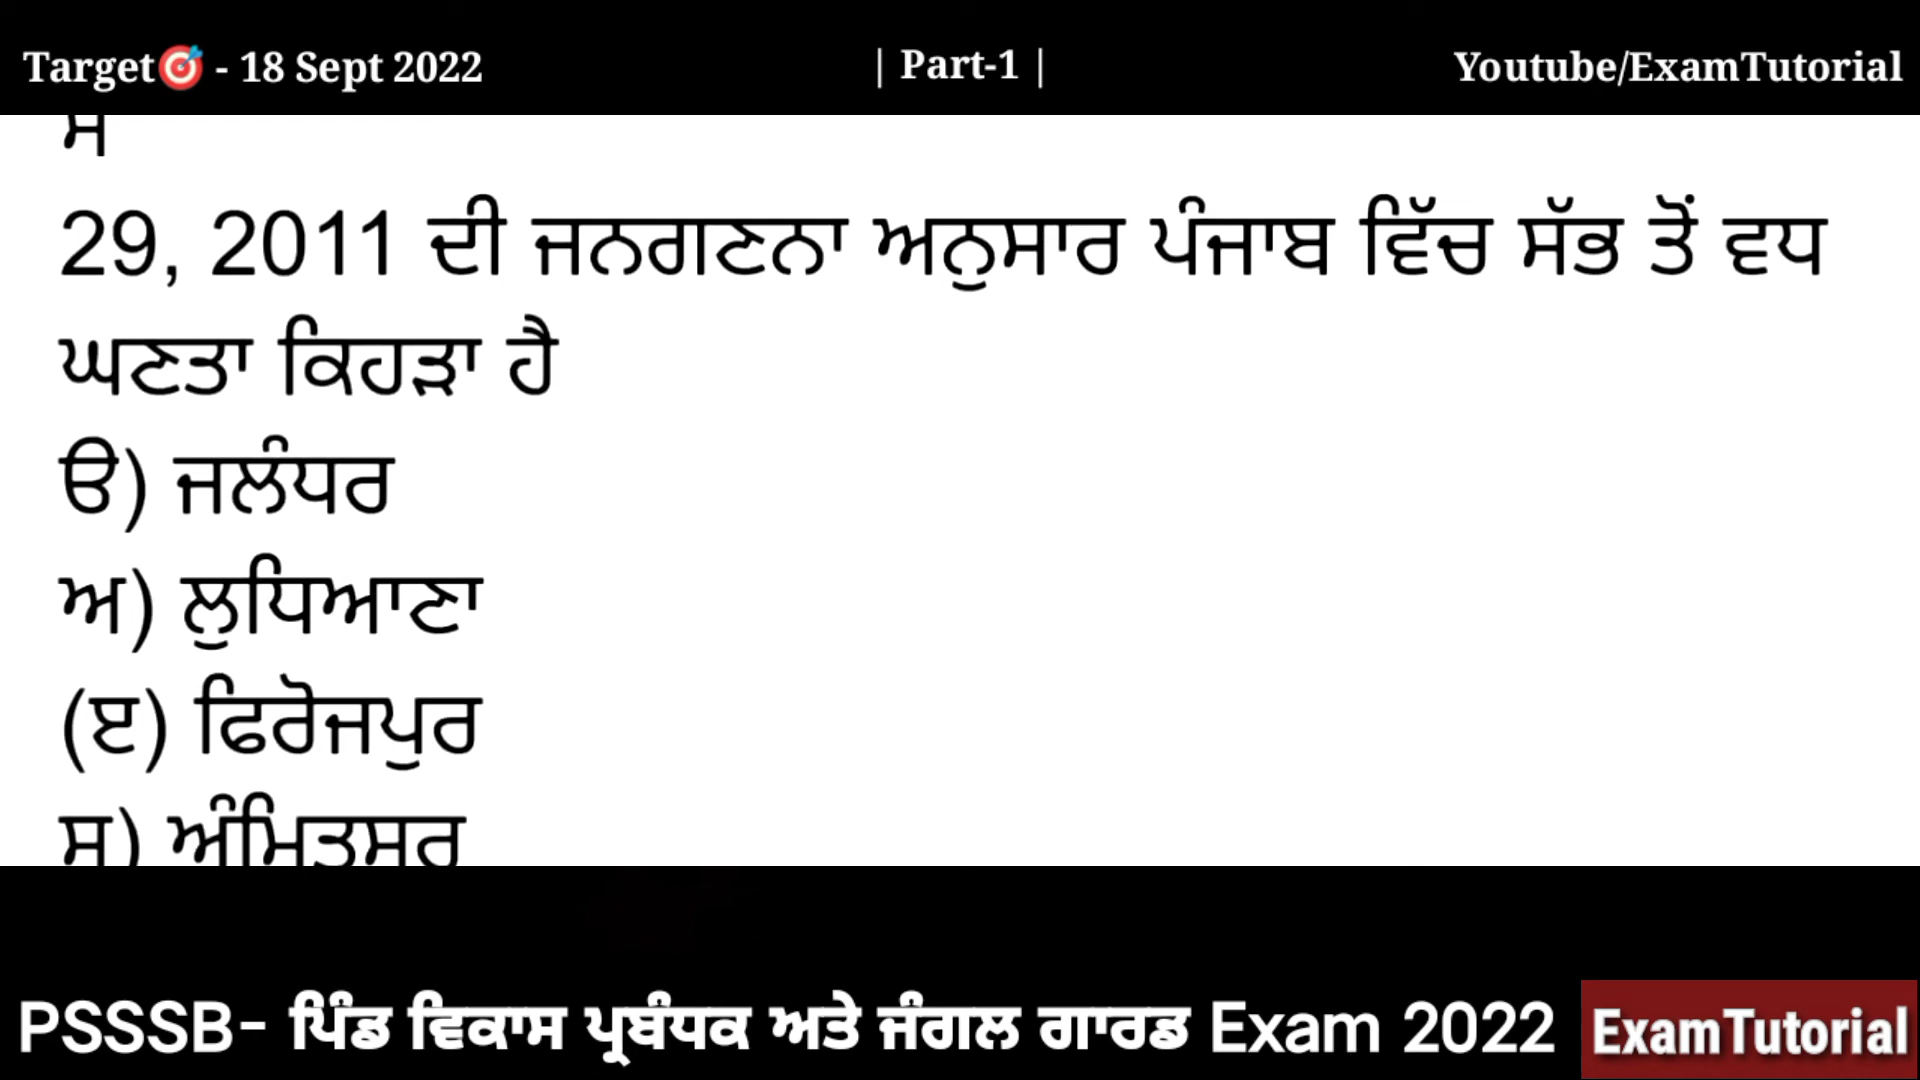 Target🎯 - 18 Sept 2022
| Part-1 |
Youtube/ExamTutorial
ਸ
29, 2011 ਦੀ ਜਨਗਣਨਾ ਅਨੁਸਾਰ ਪੰਜਾਬ ਵਿੱਚ ਸੱਭ ਤੋਂ ਵਧ
ਘਣਤਾ ਕਿਹੜਾ ਹੈ
ੳ) ਜਲੰਧਰ
ਅ) ਲੁਧਿਆਣਾ
(ੲ) ਫਿਰੋਜਪੁਰ
ਸ) ਅੰਮਿਤਸਰ
PSSSB- ਪਿੰਡ ਵਿਕਾਸ ਪ੍ਰਬੰਧਕ ਅਤੇ ਜੰਗਲ ਗਾਰਡ Exam 2022
ExamTutorial